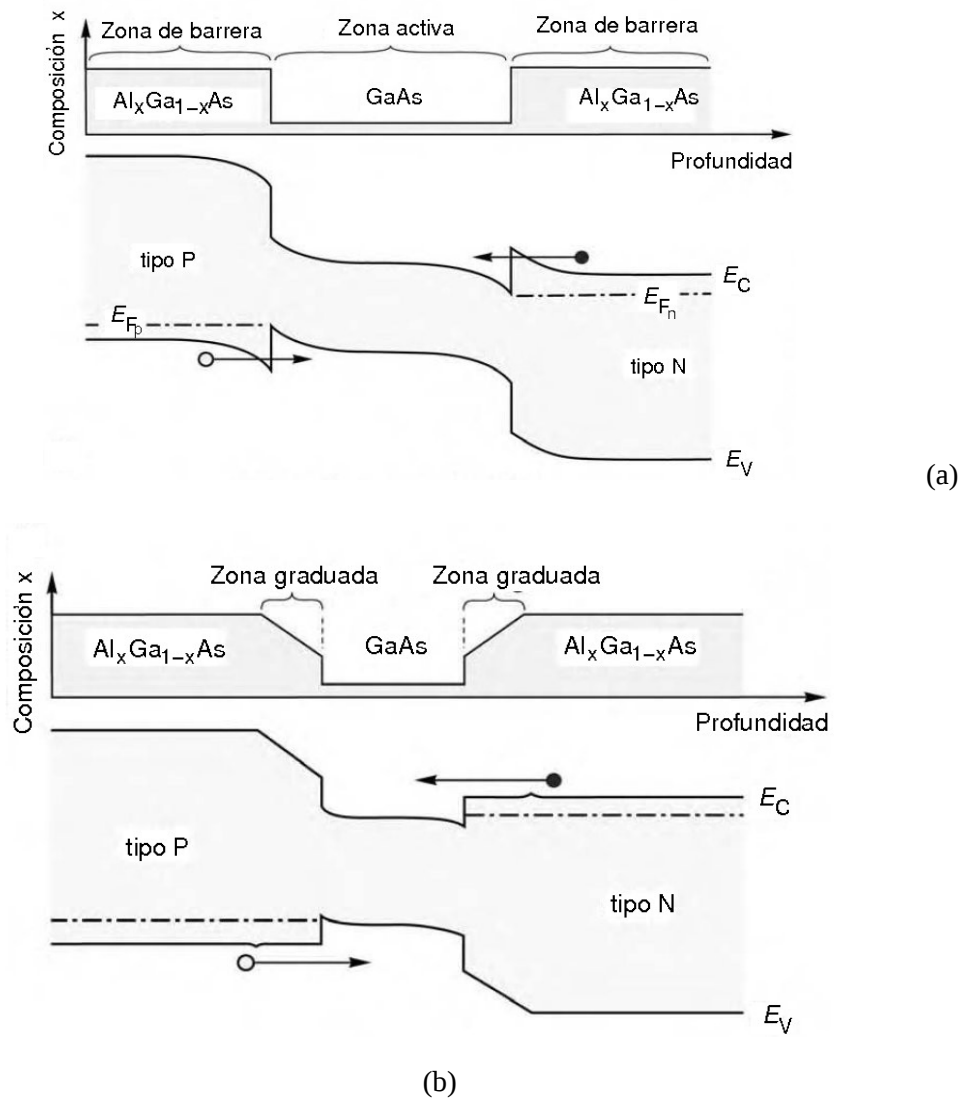 Zona de barrera Zona activa Zona de barrera
Composición x
AlxGa1–xAs GaAs AlxGa1–xAs
Profundidad
tipo P
EC
EFn
EFp
tipo N
EV
(a)
Zona graduada Zona graduada
Composición x
AlxGa1–xAs GaAs AlxGa1–xAs
Profundidad
EC
tipo P
tipo N
EV
(b)